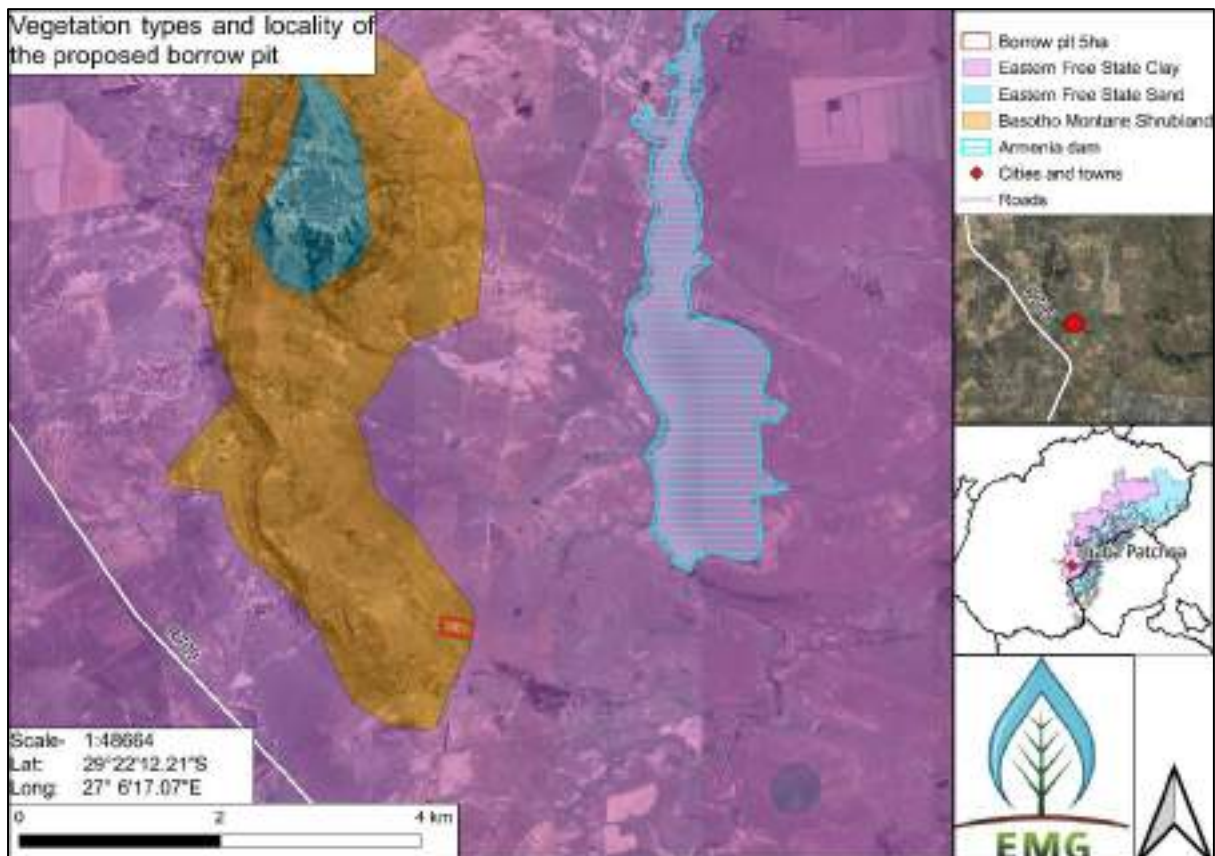 Vegetation types and locality of
the proposed borrow pit
Borrow pit 5ha
Eastern Free State Clay
Eastern Free State Sand
Basotho Montane Shrubland
Armenia dam
Cities and towns
Roads
Scale- 1:48664
Lat: 29°22'12.21"S
Long: 27° 6'17.07"E
0 2 4 km
EMG